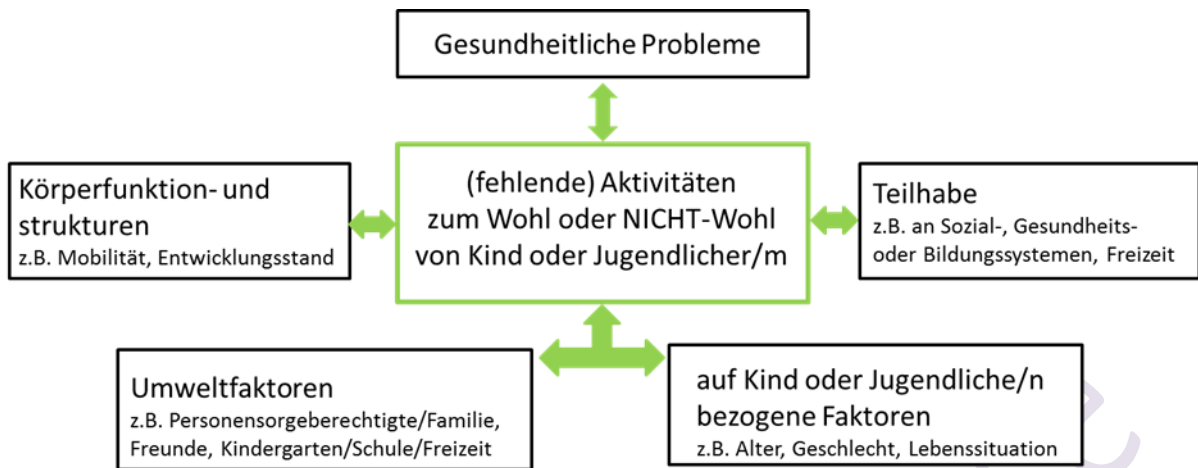 Gesundheitliche Probleme
Körperfunktion- und
strukturen
z.B. Mobilität, Entwicklungsstand
(fehlende) Aktivitäten
zum Wohl oder NICHT-Wohl
von Kind oder Jugendlicher/m
Teilhabe
z.B. an Sozial-, Gesundheits-
oder Bildungssystemen, Freizeit
Umweltfaktoren
z.B. Personensorgeberechtigte/Familie,
Freunde, Kindergarten/Schule/Freizeit
auf Kind oder Jugendliche/n
bezogene Faktoren
z.B. Alter, Geschlecht, Lebenssituation